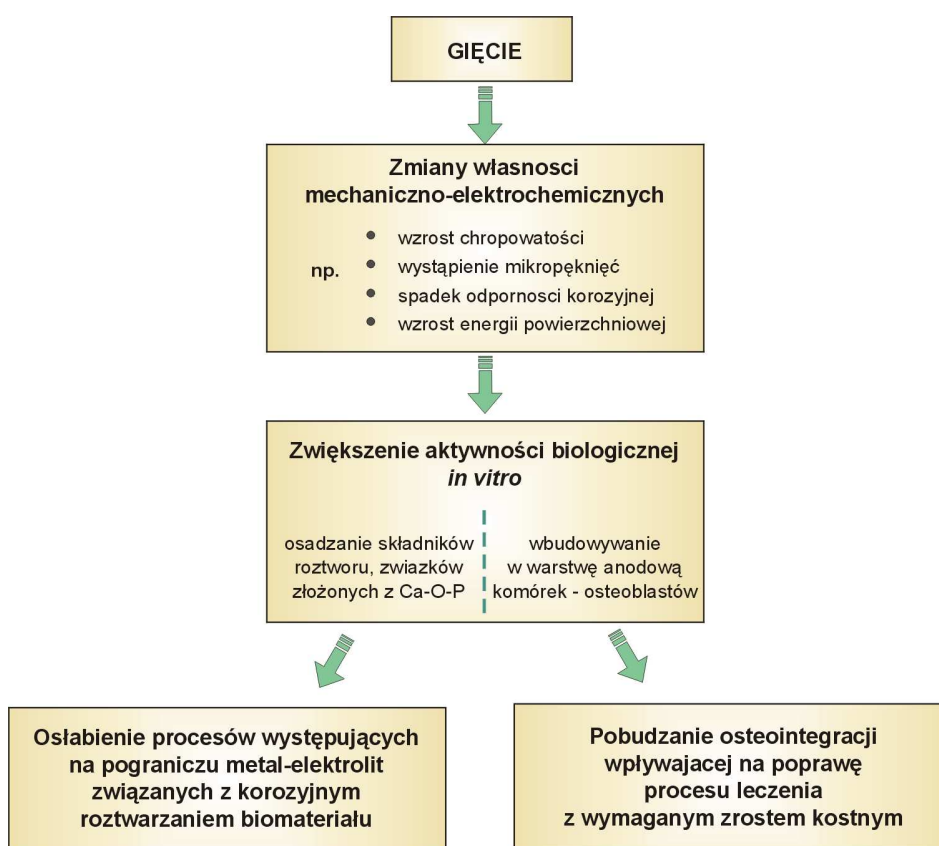 GIĘCIE
Zmiany własnosci
mechaniczno-elektrochemicznych
np.
• wzrost chropowatości
• wystąpienie mikropęknięć
• spadek odpornosci korozyjnej
• wzrost energii powierzchniowej
Zwiększenie aktywności biologicznej
in vitro
osadzanie składników
roztworu, zwiazków
złożonych z Ca-O-P
wbudowywanie
w warstwę anodową
komórek - osteoblastów
Osłabienie procesów występujących
na pograniczu metal-elektrolit
związanych z korozyjnym
roztwarzaniem biomateriału
Pobudzanie osteointegracji
wpływajacej na poprawę
procesu leczenia
z wymaganym zrostem kostnym